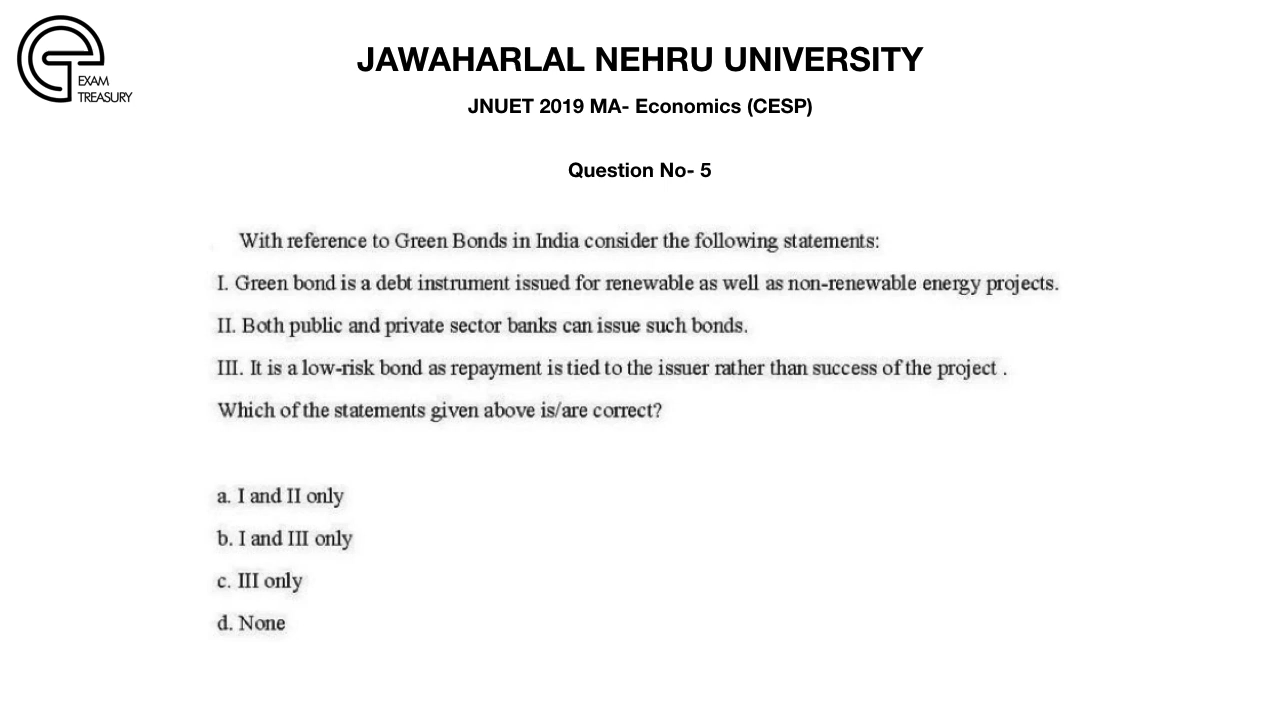 EXAM
TREASURY
JAWAHARLAL NEHRU UNIVERSITY
JNUET 2019 MA- Economics (CESP)
Question No- 5
With reference to Green Bonds in India consider the following statements:
I. Green bond is a debt instrument issued for renewable as well as non-renewable energy projects.
II. Both public and private sector banks can issue such bonds.
III. It is a low-risk bond as repayment is tied to the issuer rather than success of the project .
Which of the statements given above is/are correct?
a. I and II only
b. I and III only
c. III only
d. None